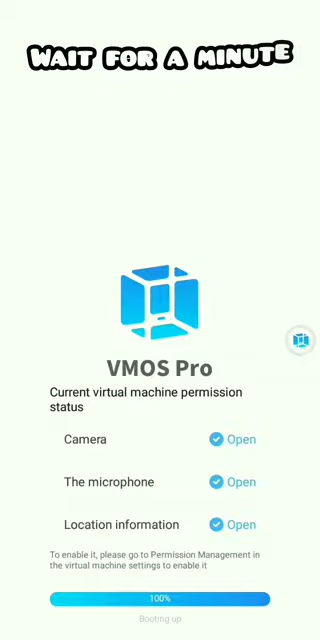 WAIT FOR A MINUTE
VMOS Pro
Current virtual machine permission
status
Camera
Open
The microphone
Open
Location information
Open
To enable it, please go to Permission Management in
the virtual machine settings to enable it
100%
Booting up